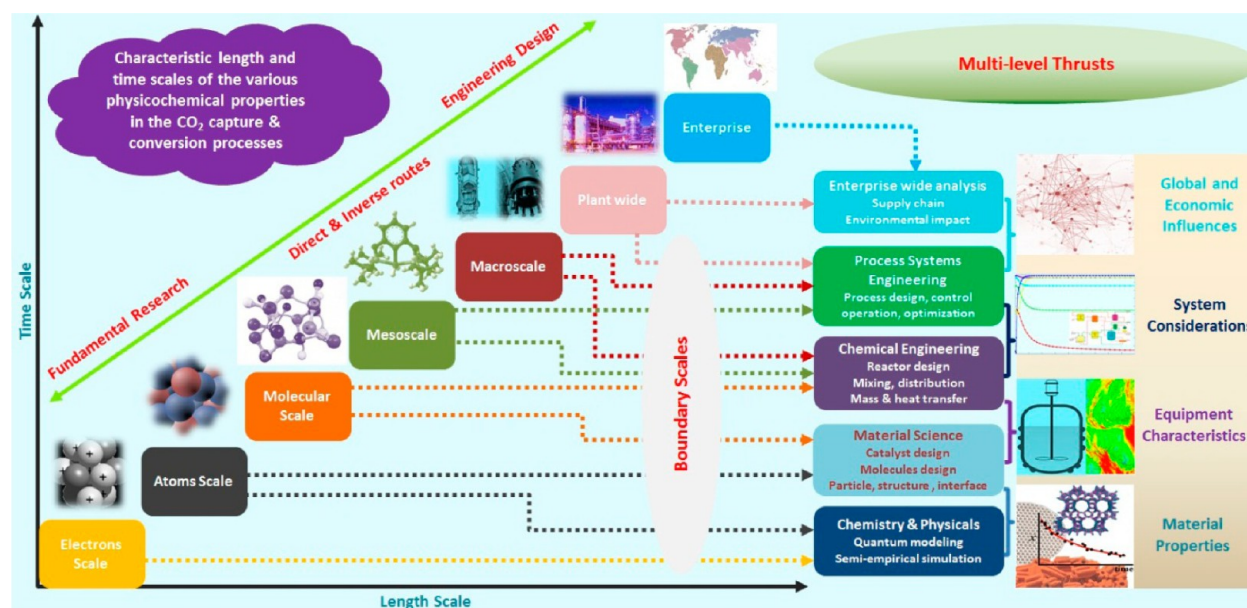 Characteristic length and
time scales of the various
physicochemical properties
in the CO₂ capture &
conversion processes
Engineering Design
Direct & Inverse routes
Fundamental Research
Multi-level Thrusts
Enterprise
Plant wide
Macroscale
Mesoscale
Molecular
Scale
Atoms Scale
Electrons
Scale
Time Scale
Length Scale
Boundary Scales
Enterprise wide analysis
Supply chain
Environmental impact
Process Systems
Engineering
Process design, control
operation, optimization
Chemical Engineering
Reactor design
Mixing, distribution
Mass & heat transfer
Material Science
Catalyst design
Molecules design
Particle, structure , interface
Chemistry & Physicals
Quantum modeling
Semi-empirical simulation
Global and
Economic
Influences
System
Considerations
Equipment
Characteristics
Material
Properties
time